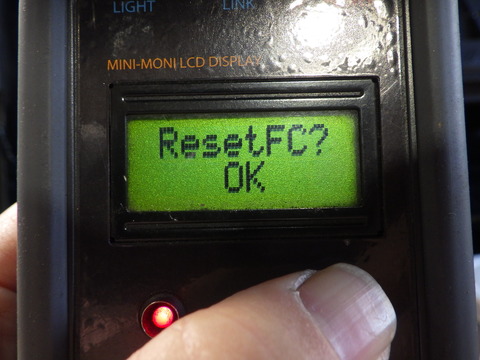 LIGHT LINK
MINI-MONI LCD DISPLAY
ResetFC?
OK